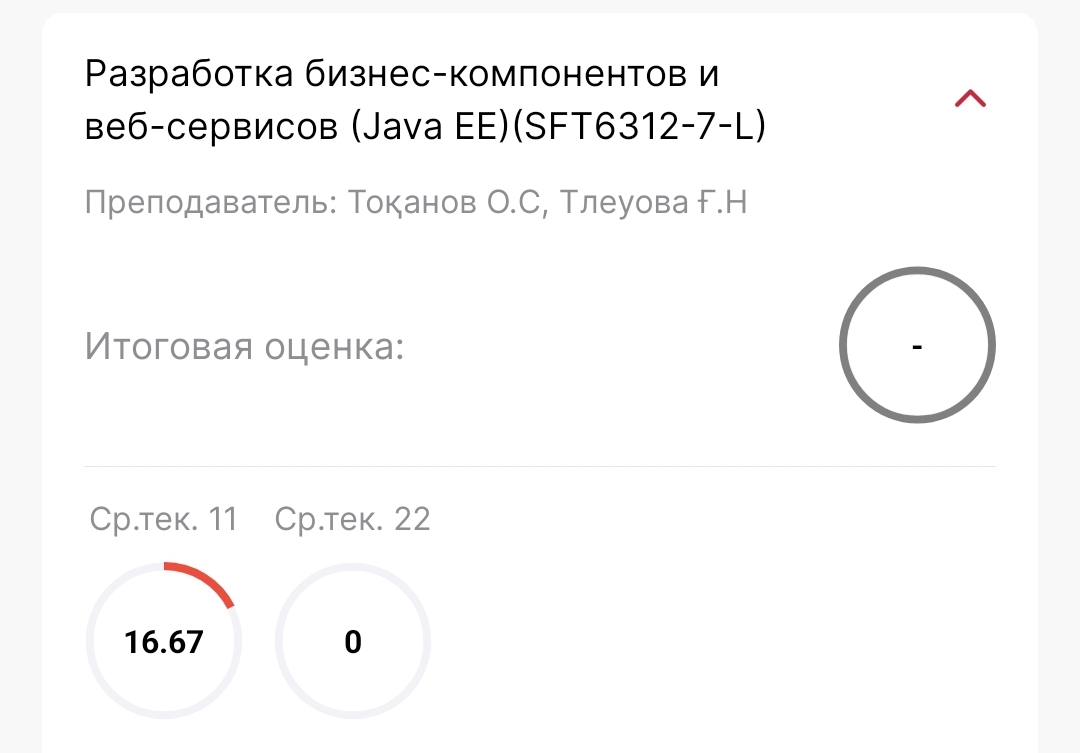 Разработка бизнес-компонентов и
веб-сервисов (Java EE)(SFT6312-7-L)
Преподаватель: Тоқанов О.С, Тлеуова Ғ.Н
Итоговая оценка:
-
Ср.тек. 11 Ср.тек. 22
16.67 0